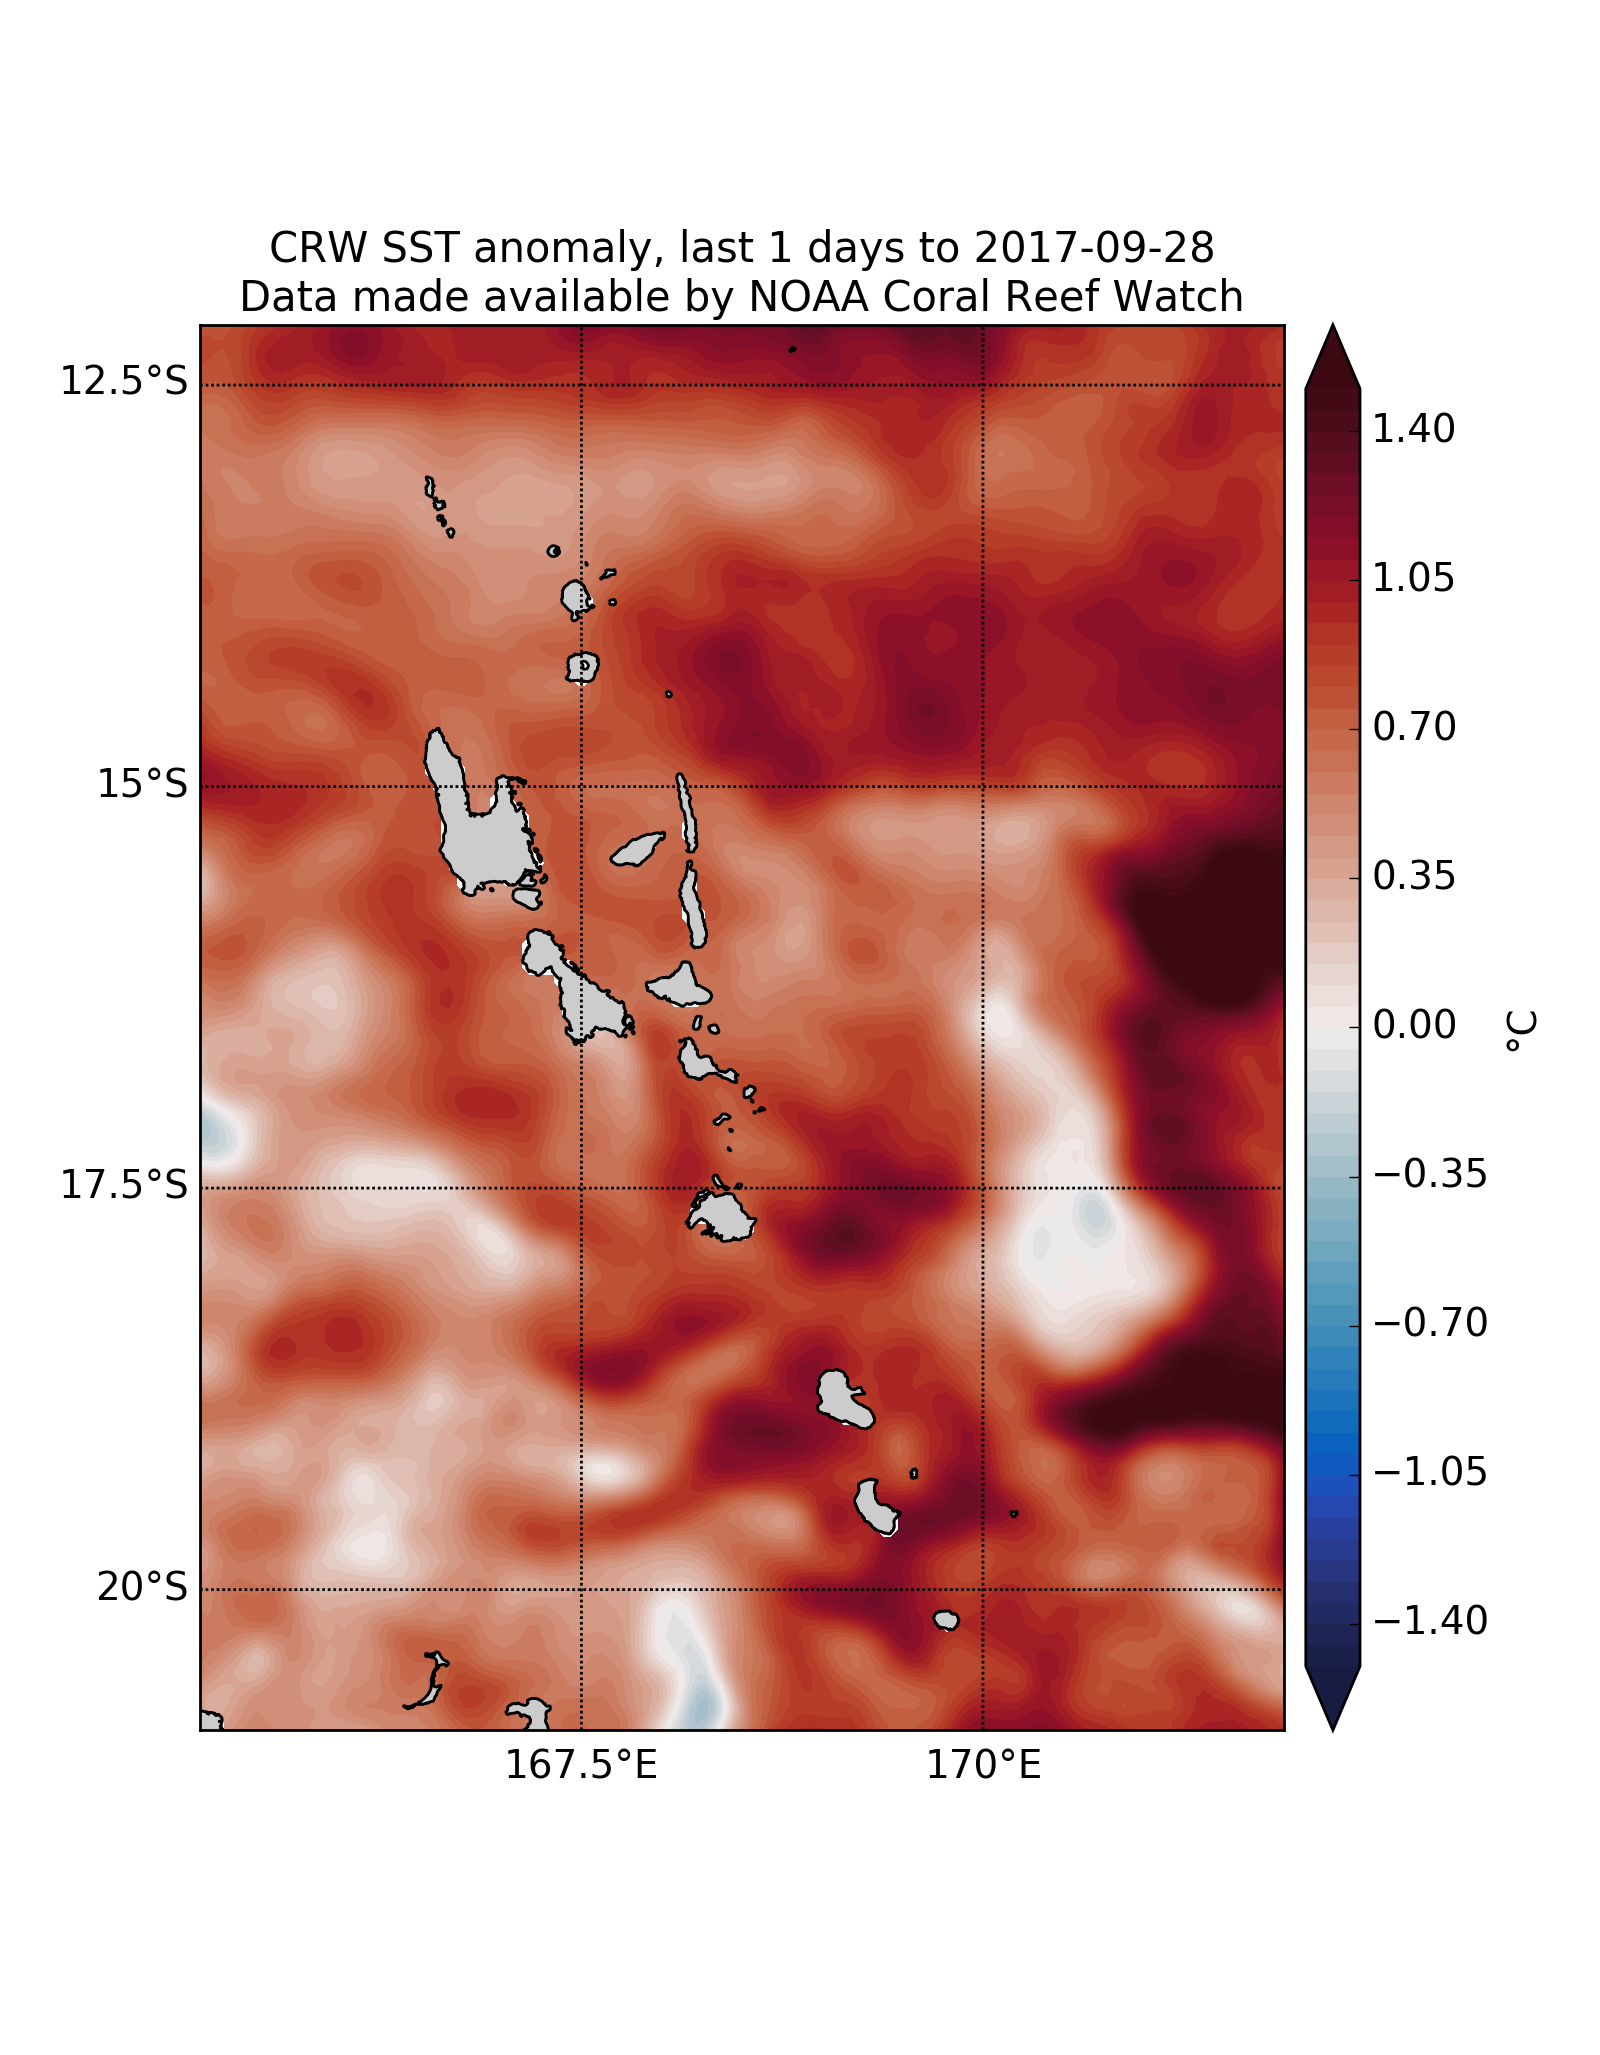 CRW SST anomaly, last 1 days to 2017-09-28
Data made available by NOAA Coral Reef Watch
12.5°S
15°S
17.5°S
20°S
167.5°E
170°E
1.40
1.05
0.70
0.35
0.00
−0.35
−0.70
−1.05
−1.40
°C